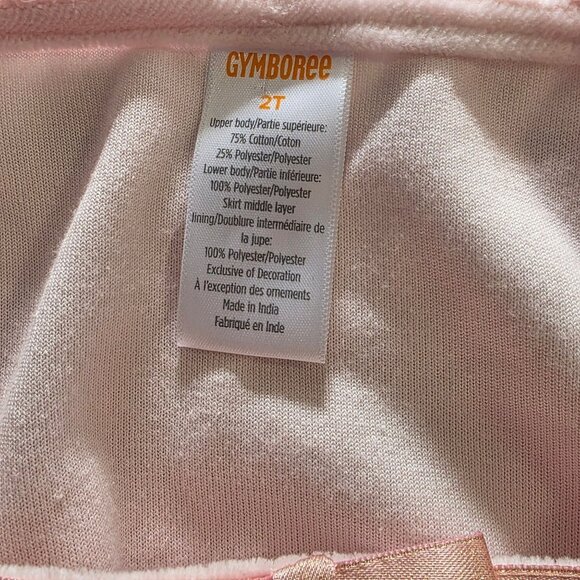 GYMBOREE
2T
Upper body/Partie supérieure:
75% Cotton/Coton
25% Polyester/Polyester
Lower body/Partie inférieure:
100% Polyester/Polyester
Skirt middle layer
lining/Doublure intermédiaire de
la jupe:
100% Polyester/Polyester
Exclusive of Decoration
À l'exception des ornements
Made in India
Fabriqué en Inde